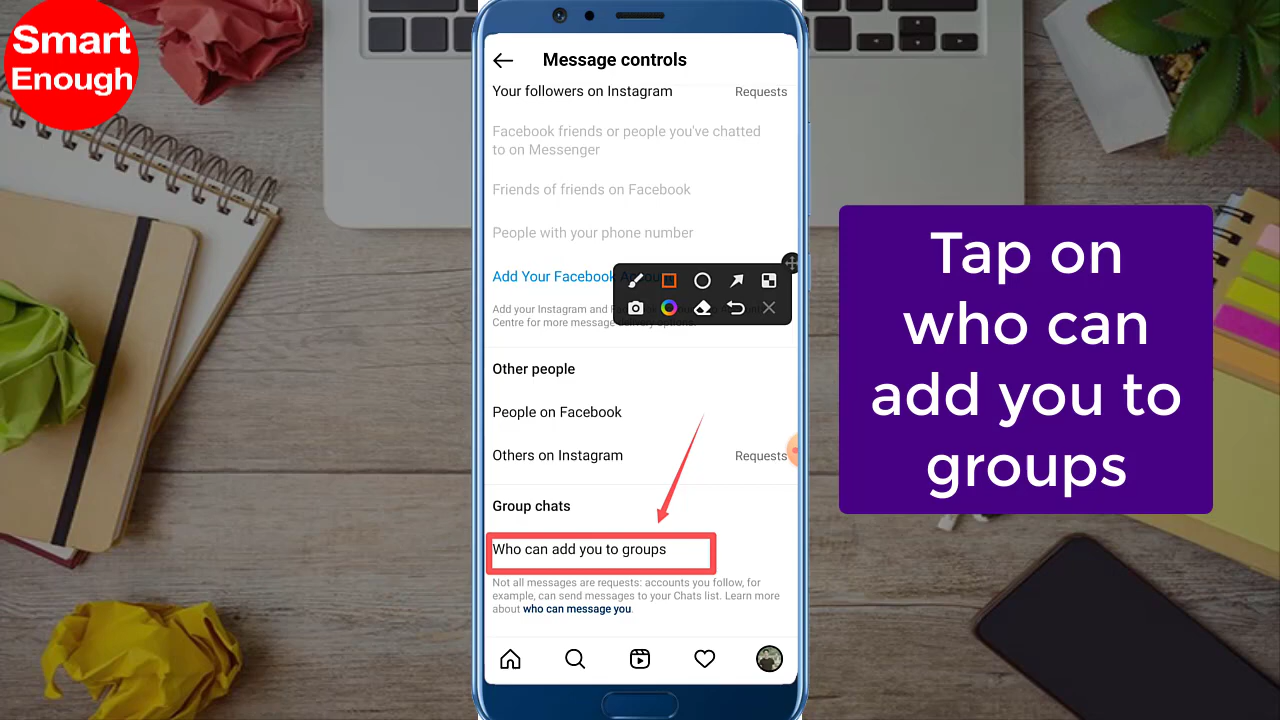 Smart
Enough
Message controls
Your followers on Instagram Requests
Facebook friends or people you've chatted
to on Messenger
Friends of friends on Facebook
People with your phone number
Add Your Facebook
Add your Instagram and
Centre for more message delivery options.
Other people
People on Facebook
Others on Instagram Requests
Group chats
Who can add you to groups
Not all messages are requests: accounts you follow, for
example, can send messages to your Chats list. Learn more
about who can message you.
Tap on
who can
add you to
groups